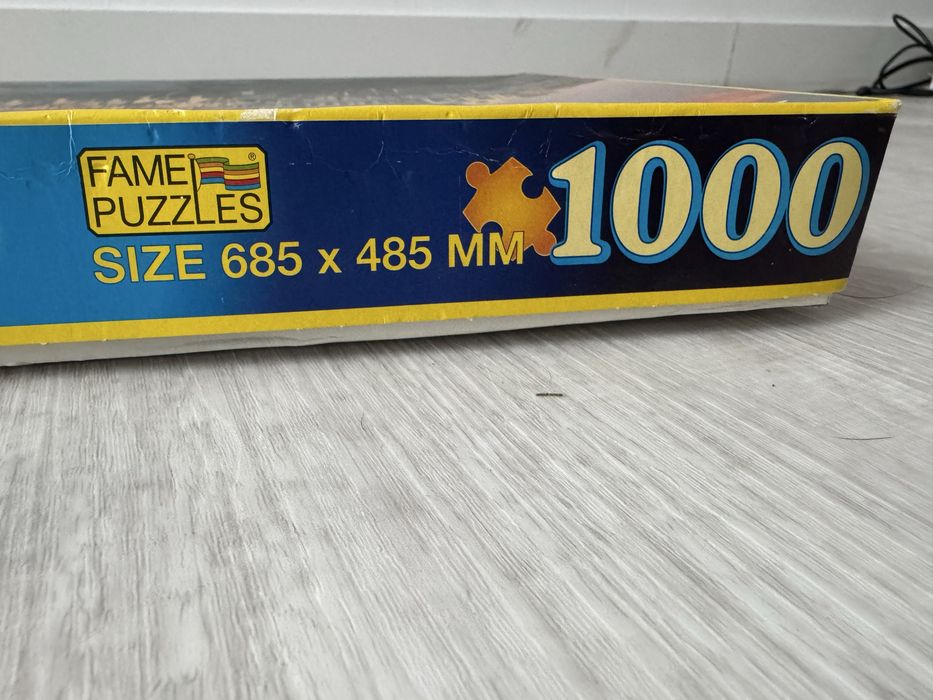 FAME
PUZZLES
®
SIZE 685 x 485 MM
1000